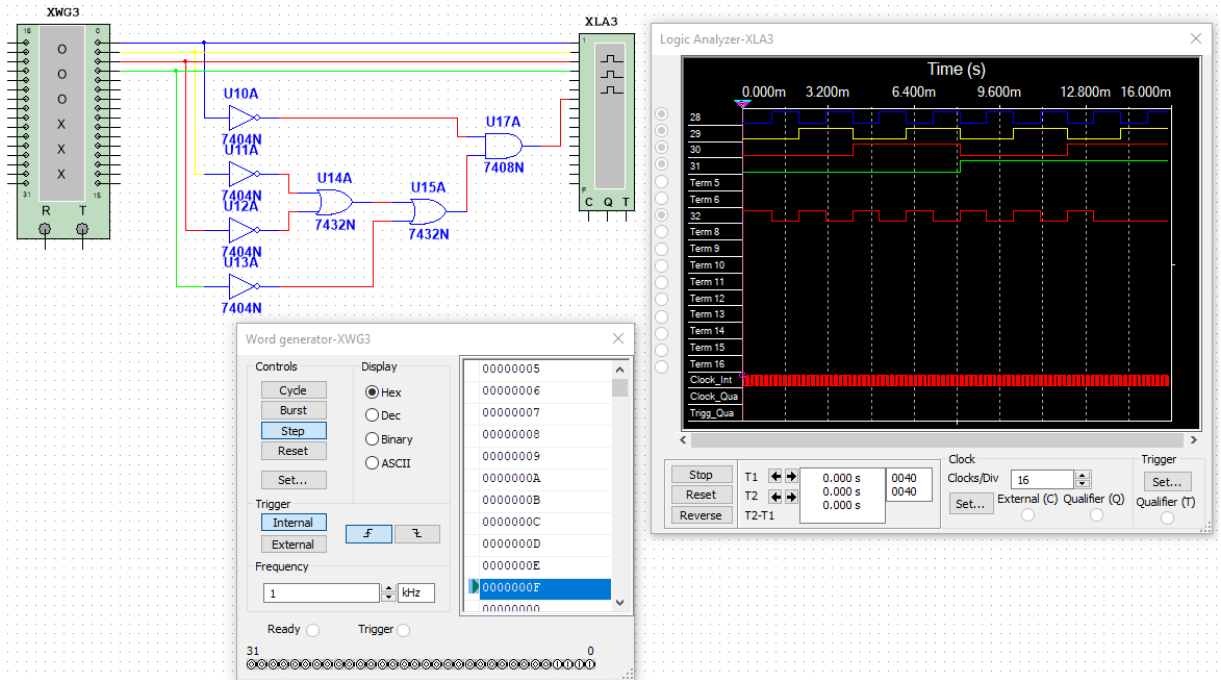 XWG3
16 0
O
O
O
X
X
X
31 15
R T
U10A
7404N
U11A
7404N
U12A
7404N
U13A
7404N
U14A
7432N
U15A
7432N
U17A
7408N
XLA3
1
F
C Q T
Logic Analyzer-XLA3
Time (s)
0.000m 3.200m 6.400m 9.600m 12.800m 16.000m
28
29
30
31
Term 5
Term 6
32
Term 8
Term 9
Term 10
Term 11
Term 12
Term 13
Term 14
Term 15
Term 16
Clock_Int
Clock_Qua
Trigg_Qua
Stop
Reset
Reverse
T1 0.000 s 0040
T2 0.000 s 0040
T2-T1 0.000 s
Clock
Clocks/Div 16
Set... External (C) Qualifier (Q)
Trigger
Set...
Qualifier (T)
Word generator-XWG3
Controls
Cycle
Burst
Step
Reset
Set...
Display
Hex
Dec
Binary
ASCII
Trigger
Internal
External
Frequency
1 kHz
Ready Trigger
00000005
00000006
00000007
00000008
00000009
0000000A
0000000B
0000000C
0000000D
0000000E
0000000F
00000000
31 0